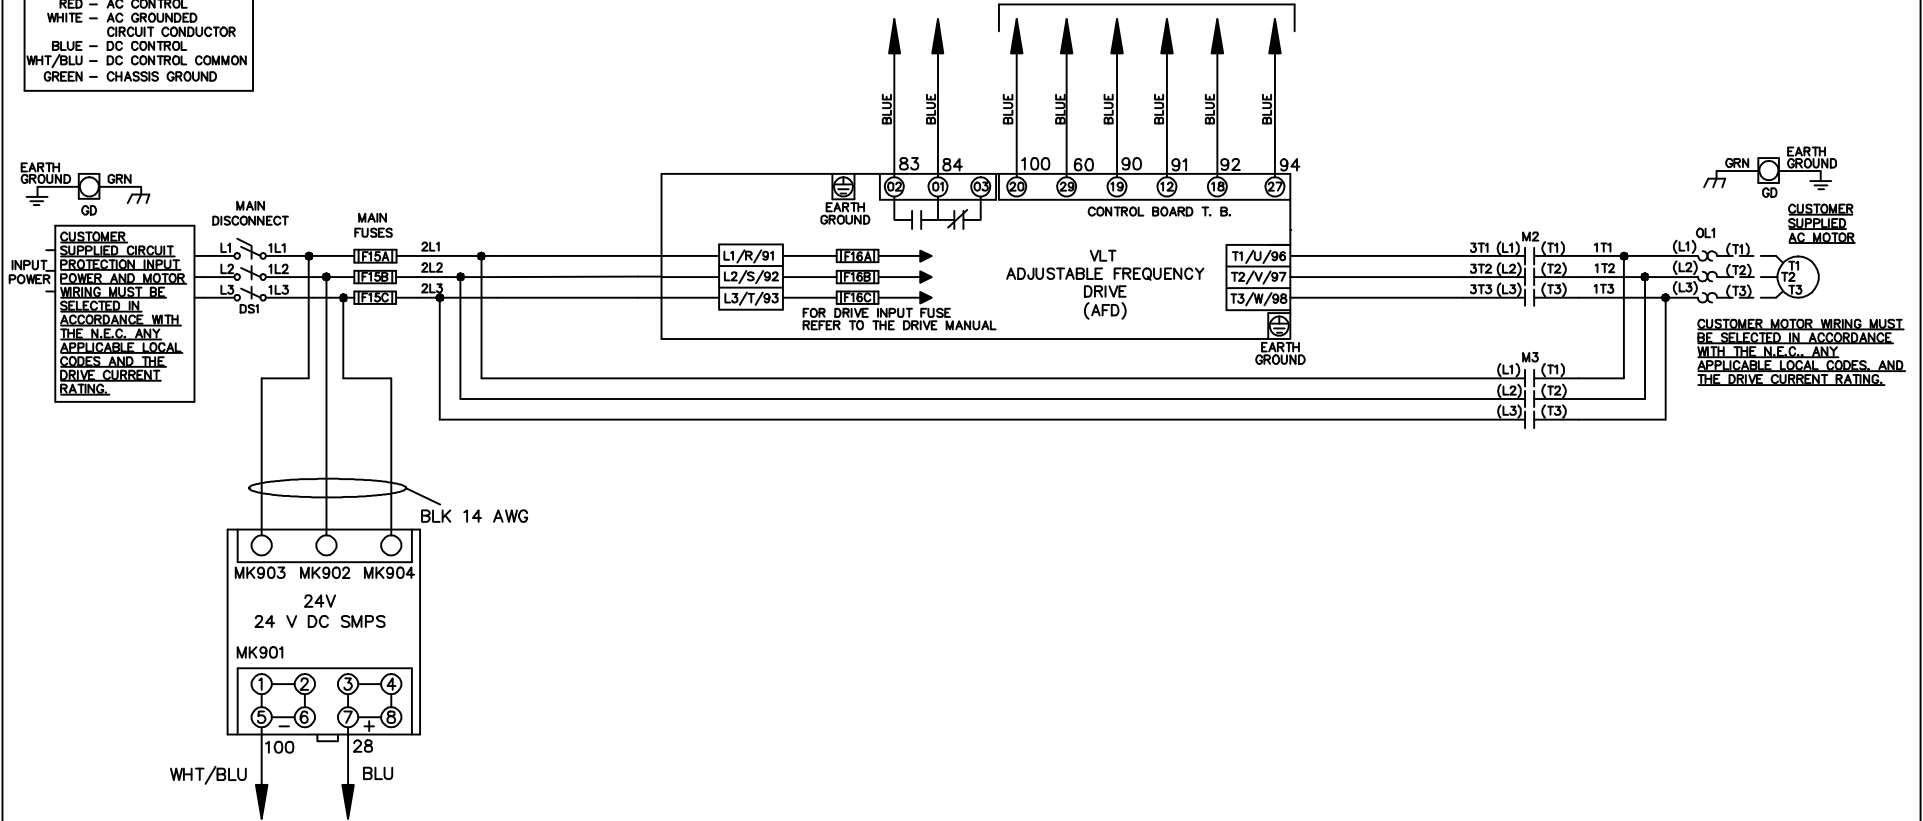 RED – AC CONTROL
WHITE – AC GROUNDED
CIRCUIT CONDUCTOR
BLUE – DC CONTROL
WHT/BLU – DC CONTROL COMMON
GREEN – CHASSIS GROUND
BLUE BLUE BLUE BLUE BLUE BLUE BLUE BLUE
83 84 100 60 90 91 92 94
02 01 03 20 29 19 12 18 27
EARTH
GROUND
GRN
GD
EARTH
GROUND
CONTROL BOARD T. B.
GRN
EARTH
GROUND
GD
CUSTOMER
SUPPLIED
AC MOTOR
MAIN
DISCONNECT
MAIN
FUSES
INPUT
POWER
CUSTOMER
SUPPLIED CIRCUIT
PROTECTION INPUT
POWER AND MOTOR
WIRING MUST BE
SELECTED IN
ACCORDANCE WITH
THE N.E.C. ANY
APPLICABLE LOCAL
CODES AND THE
DRIVE CURRENT
RATING.
L1 1L1 F15A 2L1
L2 1L2 F15B 2L2
L3 1L3 F15C 2L3
DS1
L1/R/91 F16A
L2/S/92 F16B
L3/T/93 F16C
FOR DRIVE INPUT FUSE
REFER TO THE DRIVE MANUAL
VLT
ADJUSTABLE FREQUENCY
DRIVE
(AFD)
T1/U/96
T2/V/97
T3/W/98
EARTH
GROUND
M2
3T1 (L1) (T1) 1T1
3T2 (L2) (T2) 1T2
3T3 (L3) (T3) 1T3
OL1
(L1) (T1)
(L2) (T2)
(L3) (T3)
T1
T2
T3
CUSTOMER MOTOR WIRING MUST
BE SELECTED IN ACCORDANCE
WITH THE N.E.C., ANY
APPLICABLE LOCAL CODES, AND
THE DRIVE CURRENT RATING.
M3
(L1) (T1)
(L2) (T2)
(L3) (T3)
BLK 14 AWG
MK903 MK902 MK904
24V
24 V DC SMPS
MK901
1 2 3 4
5 6 7 8
– +
100 28
WHT/BLU BLU